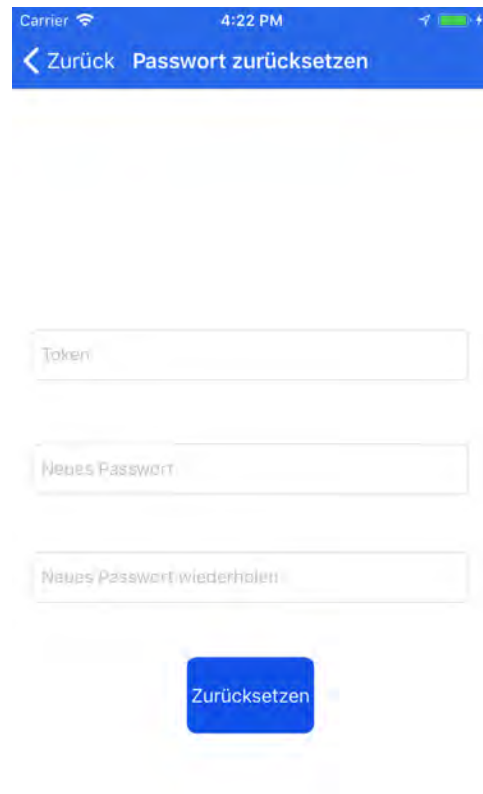 Carrier 4:22 PM
Zurück Passwort zurücksetzen
Token
Neues Passwort
Neues Passwort wiederholen
Zurücksetzen